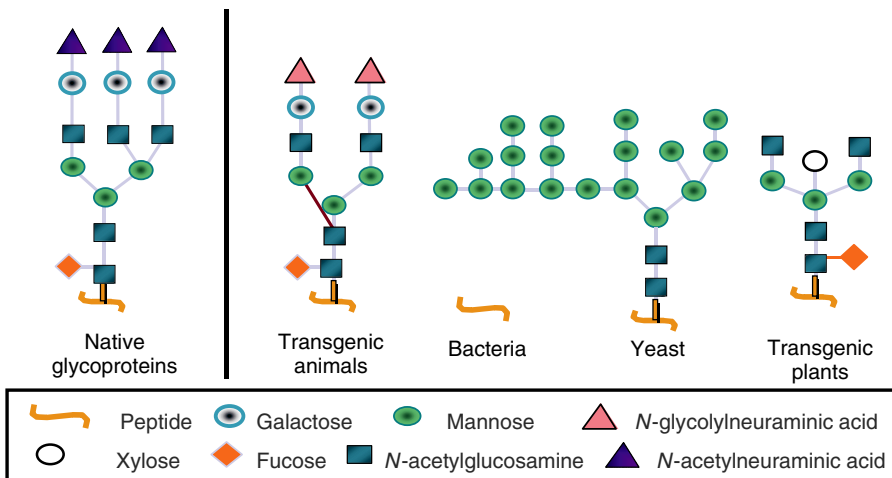 Native
glycoproteins
Transgenic
animals
Bacteria
Yeast
Transgenic
plants
Peptide
Galactose
Mannose
N-glycolylneuraminic acid
Xylose
Fucose
N-acetylglucosamine
N-acetylneuraminic acid